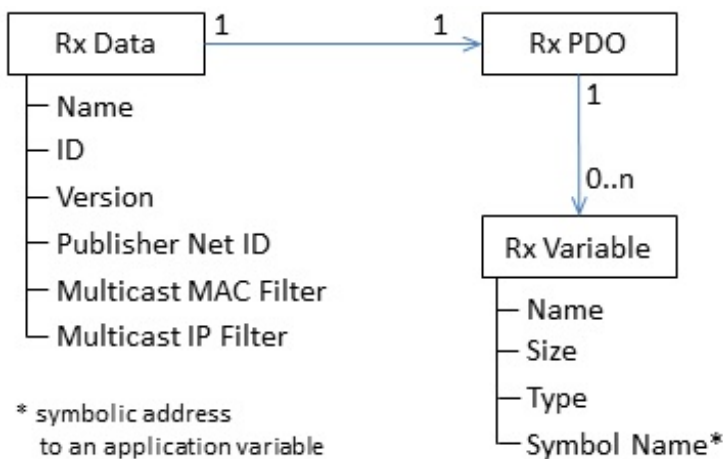 Rx Data
1
1
Rx PDO
Name
ID
Version
Publisher Net ID
Multicast MAC Filter
Multicast IP Filter
1
0..n
Rx Variable
Name
Size
Type
Symbol Name*
* symbolic address
to an application variable